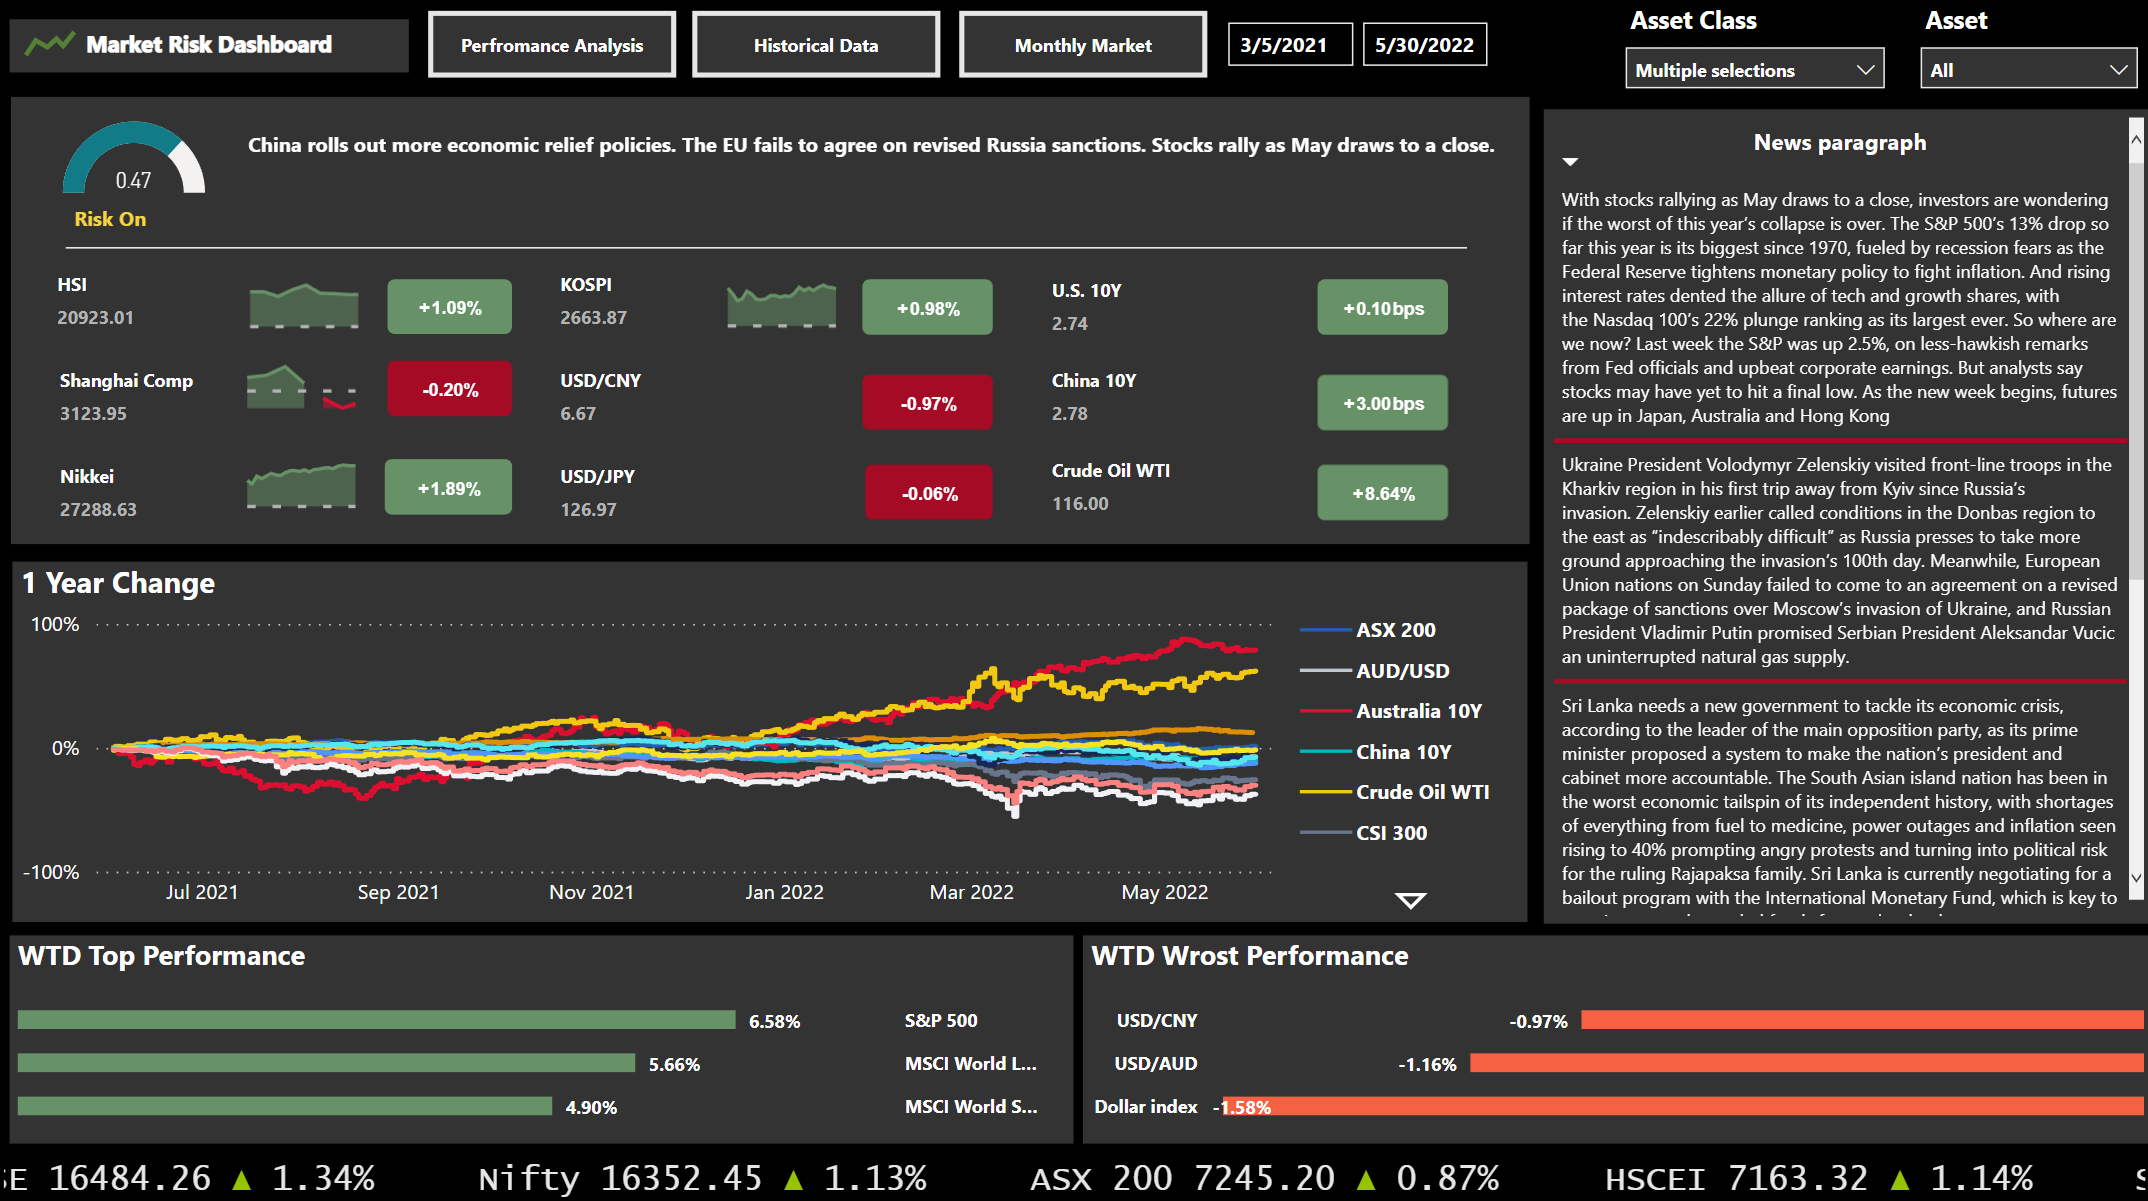 Market Risk Dashboard
Perfromance Analysis
Historical Data
Monthly Market
3/5/2021
5/30/2022
Asset Class
Multiple selections
Asset
All
0.47
Risk On
China rolls out more economic relief policies. The EU fails to agree on revised Russia sanctions. Stocks rally as May draws to a close.
HSI
20923.01
+1.09%
KOSPI
2663.87
+0.98%
U.S. 10Y
2.74
+0.10bps
Shanghai Comp
3123.95
-0.20%
USD/CNY
6.67
-0.97%
China 10Y
2.78
+3.00bps
Nikkei
27288.63
+1.89%
USD/JPY
126.97
-0.06%
Crude Oil WTI
116.00
+8.64%
News paragraph
With stocks rallying as May draws to a close, investors are wondering
if the worst of this year's collapse is over. The S&P 500's 13% drop so
far this year is its biggest since 1970, fueled by recession fears as the
Federal Reserve tightens monetary policy to fight inflation. And rising
interest rates dented the allure of tech and growth shares, with
the Nasdaq 100's 22% plunge ranking as its largest ever. So where are
we now? Last week the S&P was up 2.5%, on less-hawkish remarks
from Fed officials and upbeat corporate earnings. But analysts say
stocks may have yet to hit a final low. As the new week begins, futures
are up in Japan, Australia and Hong Kong
Ukraine President Volodymyr Zelenskiy visited front-line troops in the
Kharkiv region in his first trip away from Kyiv since Russia's
invasion. Zelenskiy earlier called conditions in the Donbas region to
the east as "indescribably difficult" as Russia presses to take more
ground approaching the invasion's 100th day. Meanwhile, European
Union nations on Sunday failed to come to an agreement on a revised
package of sanctions over Moscow's invasion of Ukraine, and Russian
President Vladimir Putin promised Serbian President Aleksandar Vucic
an uninterrupted natural gas supply.
Sri Lanka needs a new government to tackle its economic crisis,
according to the leader of the main opposition party, as its prime
minister proposed a system to make the nation's president and
cabinet more accountable. The South Asian island nation has been in
the worst economic tailspin of its independent history, with shortages
of everything from fuel to medicine, power outages and inflation seen
rising to 40% prompting angry protests and turning into political risk
for the ruling Rajapaksa family. Sri Lanka is currently negotiating for a
bailout program with the International Monetary Fund, which is key to
1 Year Change
100%
0%
-100%
Jul 2021
Sep 2021
Nov 2021
Jan 2022
Mar 2022
May 2022
ASX 200
AUD/USD
Australia 10Y
China 10Y
Crude Oil WTI
CSI 300
WTD Top Performance
6.58%
S&P 500
5.66%
MSCI World L...
4.90%
MSCI World S...
WTD Wrost Performance
USD/CNY
-0.97%
USD/AUD
-1.16%
Dollar index
-1.58%
E 16484.26 ▲ 1.34%
Nifty 16352.45 ▲ 1.13%
ASX 200 7245.20 ▲ 0.87%
HSCEI 7163.32 ▲ 1.14%